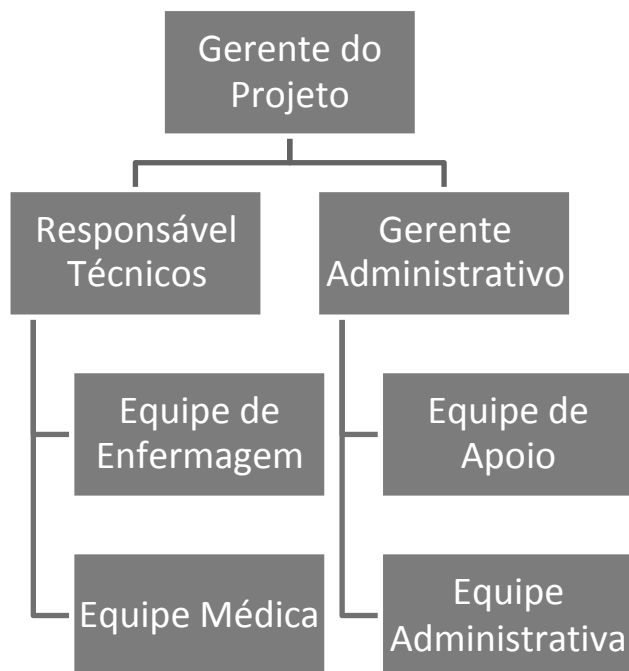 Gerente do
Projeto
Responsável
Técnicos
Gerente
Administrativo
Equipe de
Enfermagem
Equipe de
Apoio
Equipe Médica
Equipe
Administrativa